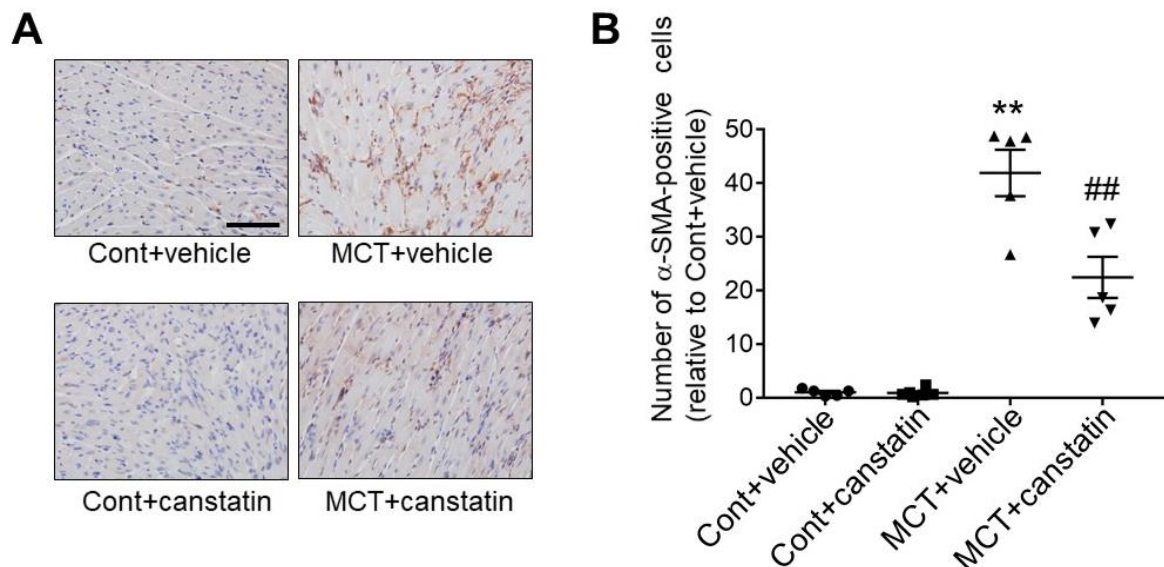 A
Cont+vehicle
MCT+vehicle
Cont+canstatin
MCT+canstatin
B
Number of α-SMA-positive cells
(relative to Cont+vehicle)
50
40
30
20
10
0
**
##
Cont+vehicle
Cont+canstatin
MCT+vehicle
MCT+canstatin